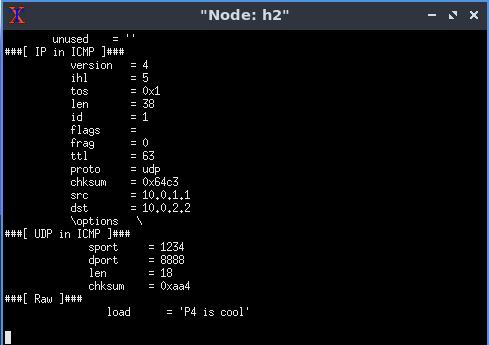 "Node: h2"
unused = ''
###[ IP in ICMP ]###
version = 4
ihl = 5
tos = 0x1
len = 38
id = 1
flags =
frag = 0
ttl = 63
proto = udp
chksum = 0x64c3
src = 10.0.1.1
dst = 10.0.2.2
\options \
###[ UDP in ICMP ]###
sport = 1234
dport = 8888
len = 18
chksum = 0xaa4
###[ Raw ]###
load = 'P4 is cool'